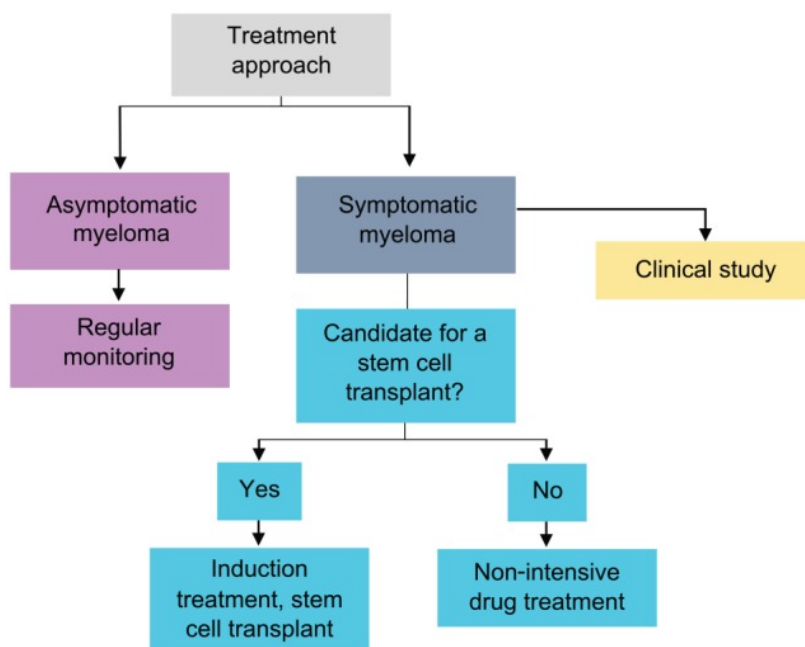 Treatment
approach
Asymptomatic
myeloma
Symptomatic
myeloma
Clinical study
Regular
monitoring
Candidate for a
stem cell
transplant?
Yes
No
Induction
treatment, stem
cell transplant
Non-intensive
drug treatment